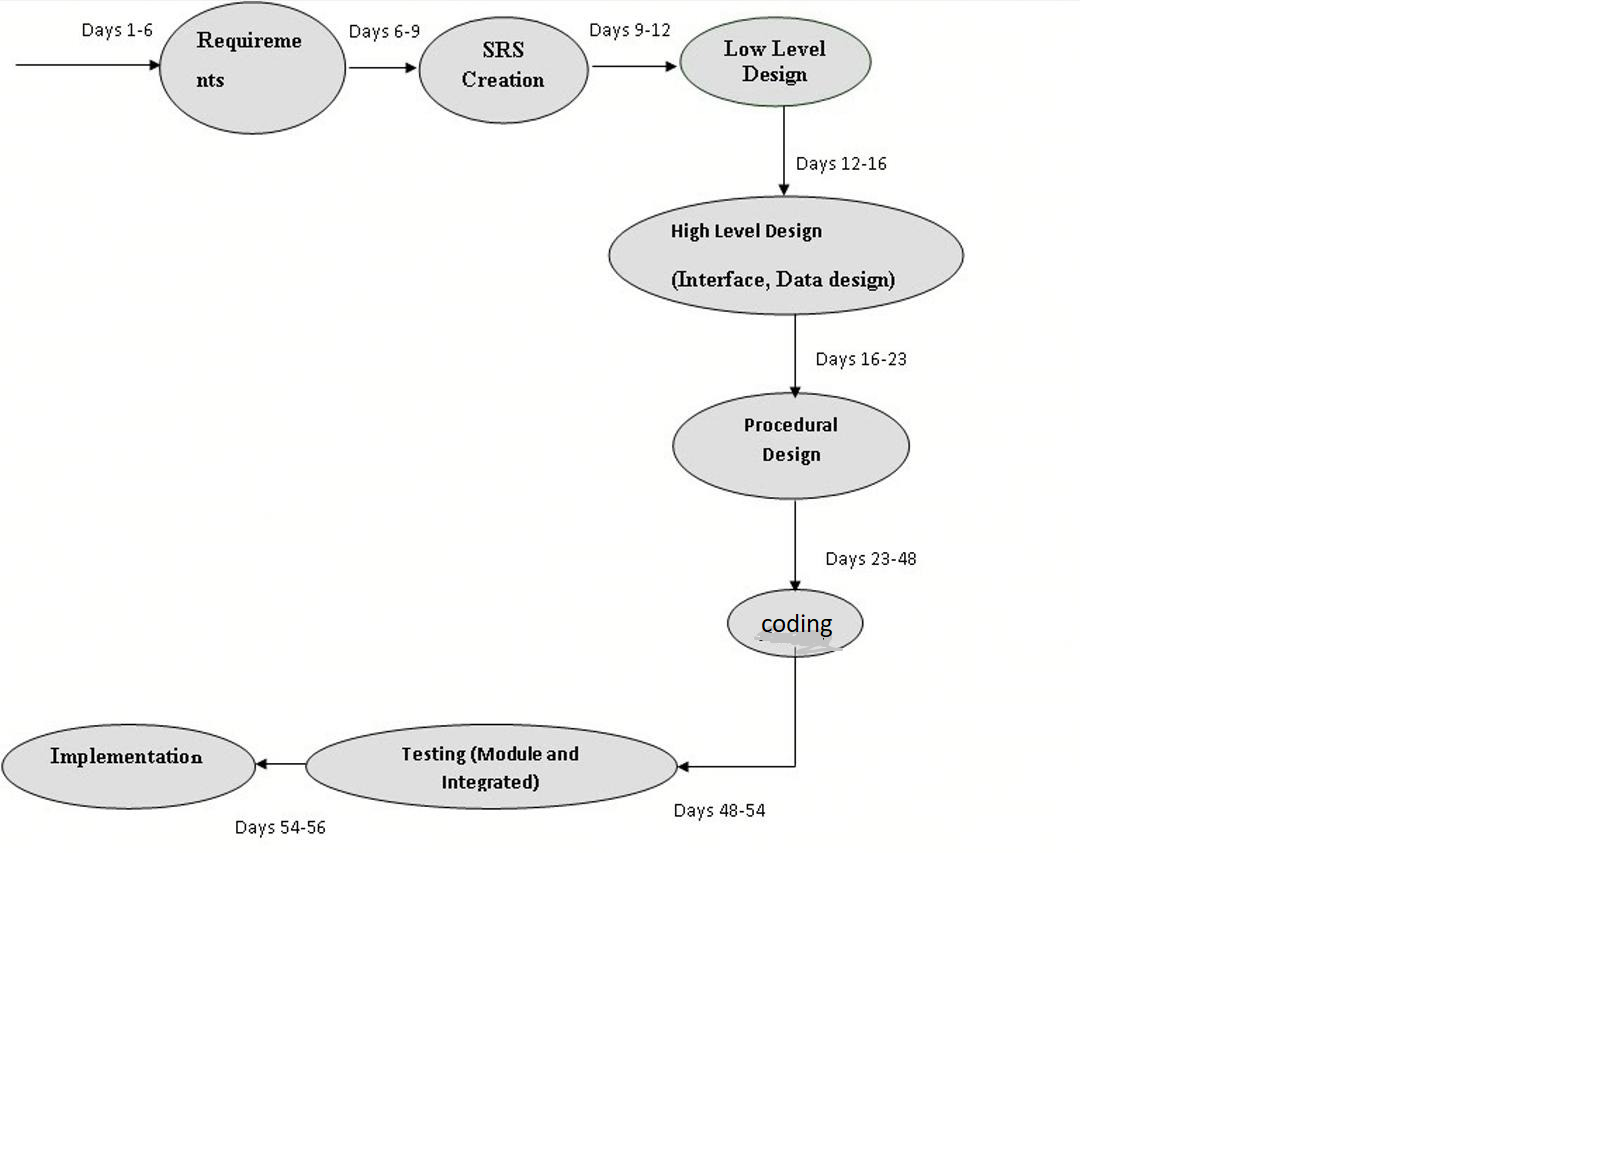 Days 1-6
Requireme
nts
Days 6-9
SRS
Creation
Days 9-12
Low Level
Design
Days 12-16
High Level Design
(Interface, Data design)
Days 16-23
Procedural
Design
Days 23-48
coding
Days 48-54
Testing (Module and
Integrated)
Days 54-56
Implementation